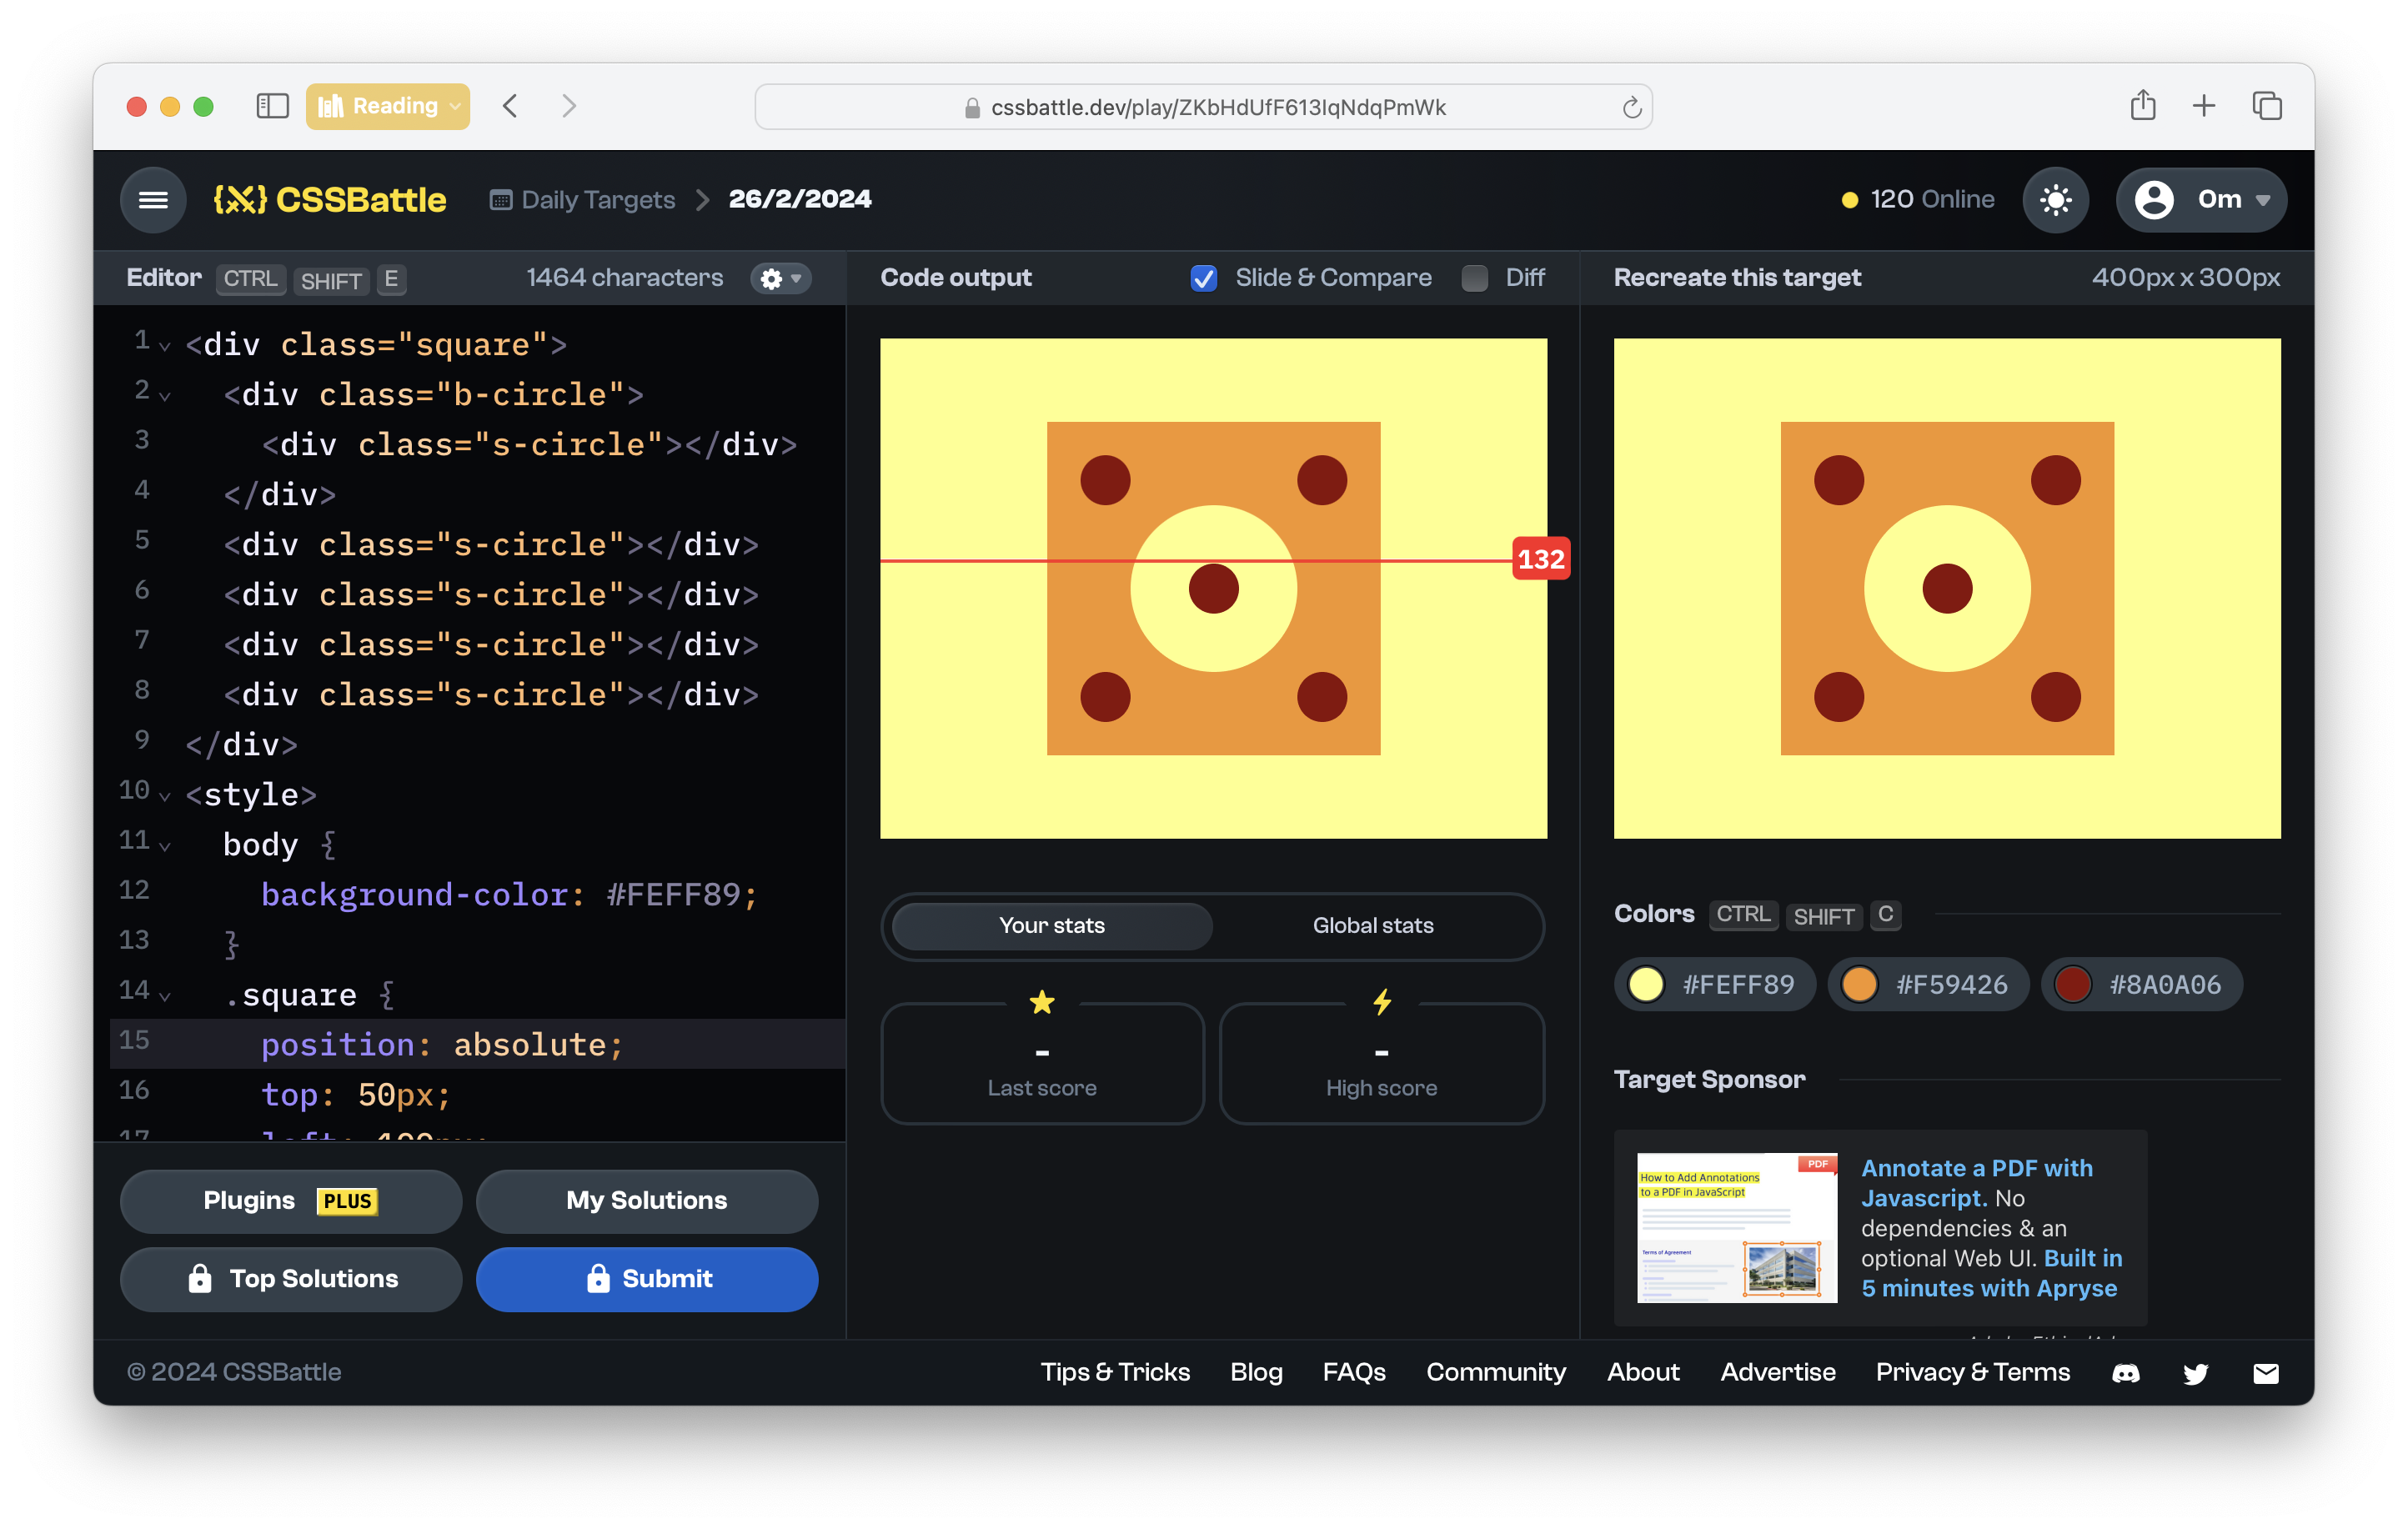 Reading
cssbattle.dev/play/ZKbHdUfF613IqNdqPmWk
{X} CSSBattle
Daily Targets
26/2/2024
120 Online
0m
Editor CTRL SHIFT E
1464 characters
Code output
Slide & Compare
Diff
Recreate this target
400px x 300px
1 <div class="square">
2 <div class="b-circle">
3 <div class="s-circle"></div>
4 </div>
5 <div class="s-circle"></div>
6 <div class="s-circle"></div>
7 <div class="s-circle"></div>
8 <div class="s-circle"></div>
9 </div>
10 <style>
11 body {
12 background-color: #FEFF89;
13 }
14 .square {
15 position: absolute;
16 top: 50px;
17
132
Your stats
Global stats
-
Last score
-
High score
Colors CTRL SHIFT C
#FEFF89
#F59426
#8A0A06
Target Sponsor
PDF
How to Add Annotations
to a PDF in JavaScript
Terms of Agreement
Annotate a PDF with
Javascript. No
dependencies & an
optional Web UI. Built in
5 minutes with Apryse
Plugins PLUS
My Solutions
Top Solutions
Submit
© 2024 CSSBattle
Tips & Tricks
Blog
FAQs
Community
About
Advertise
Privacy & Terms